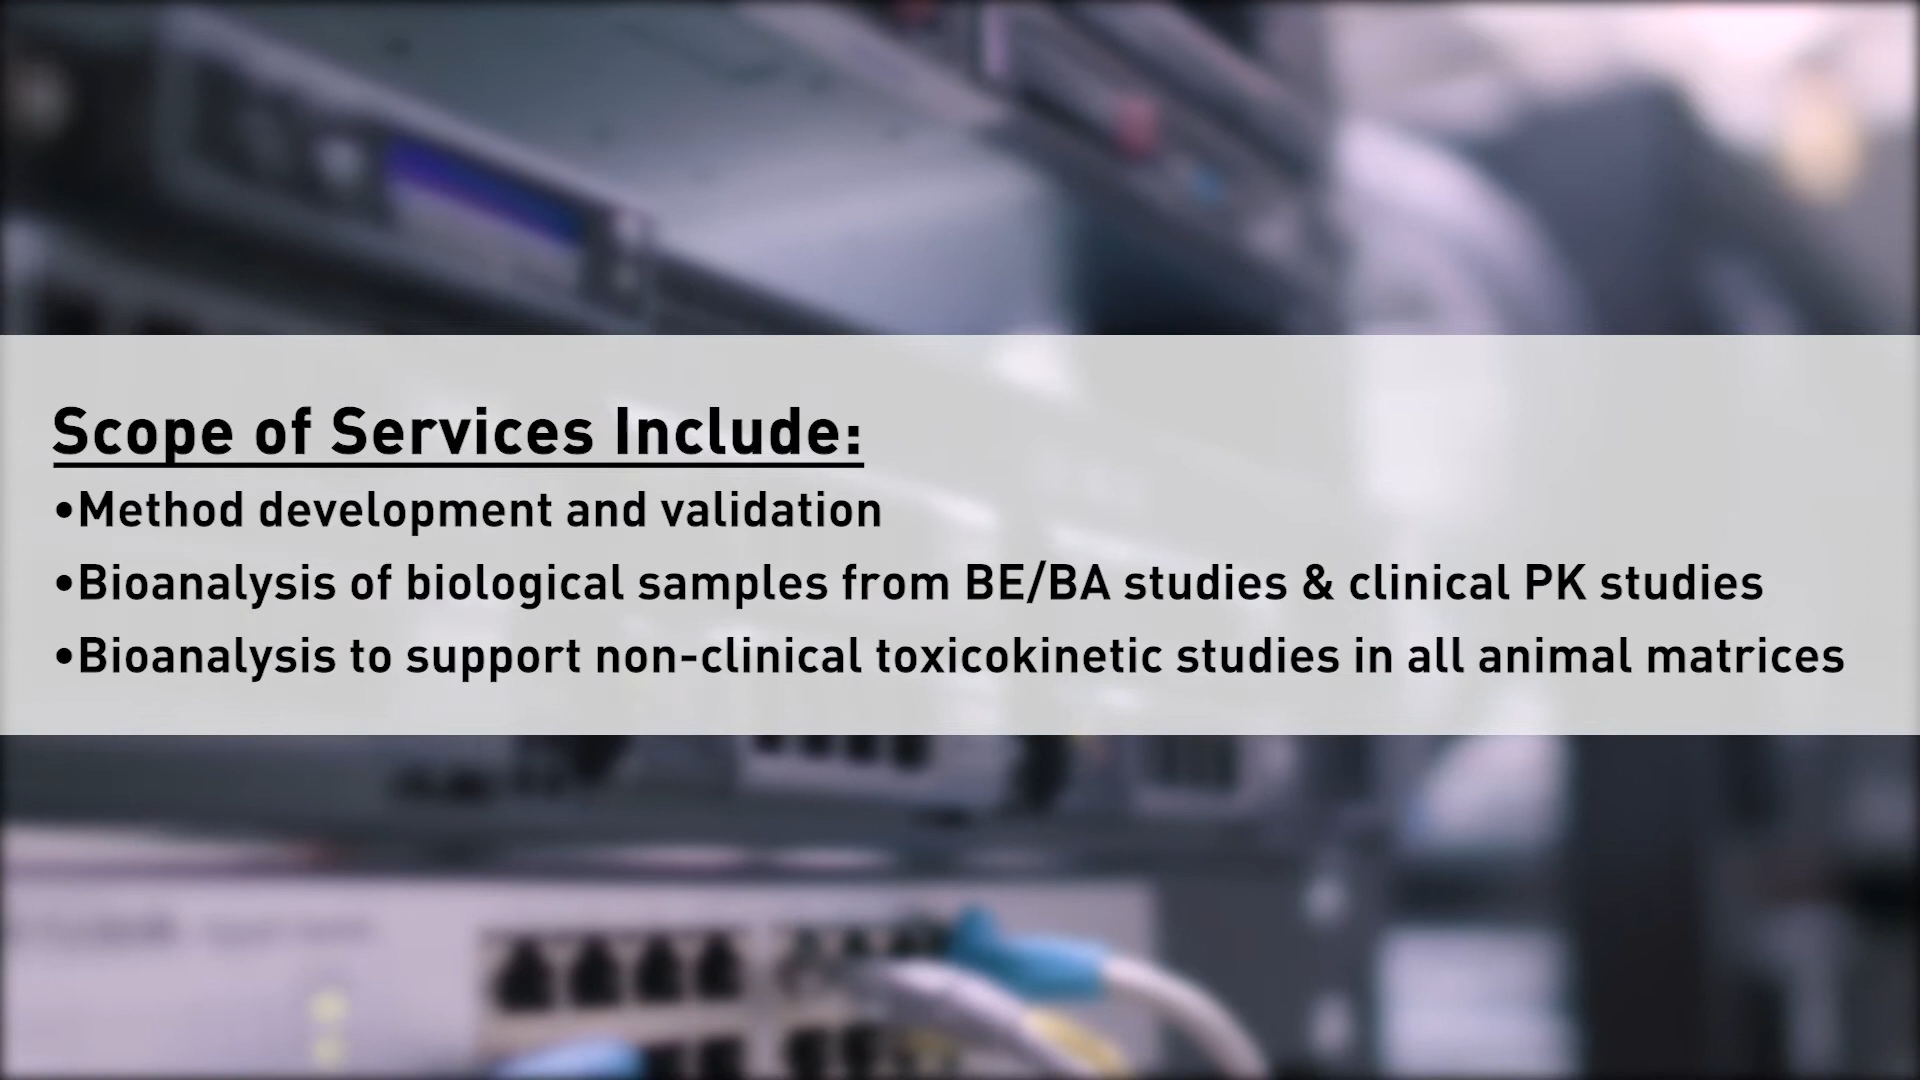 Scope of Services Include:
•Method development and validation
•Bioanalysis of biological samples from BE/BA studies & clinical PK studies
•Bioanalysis to support non-clinical toxicokinetic studies in all animal matrices